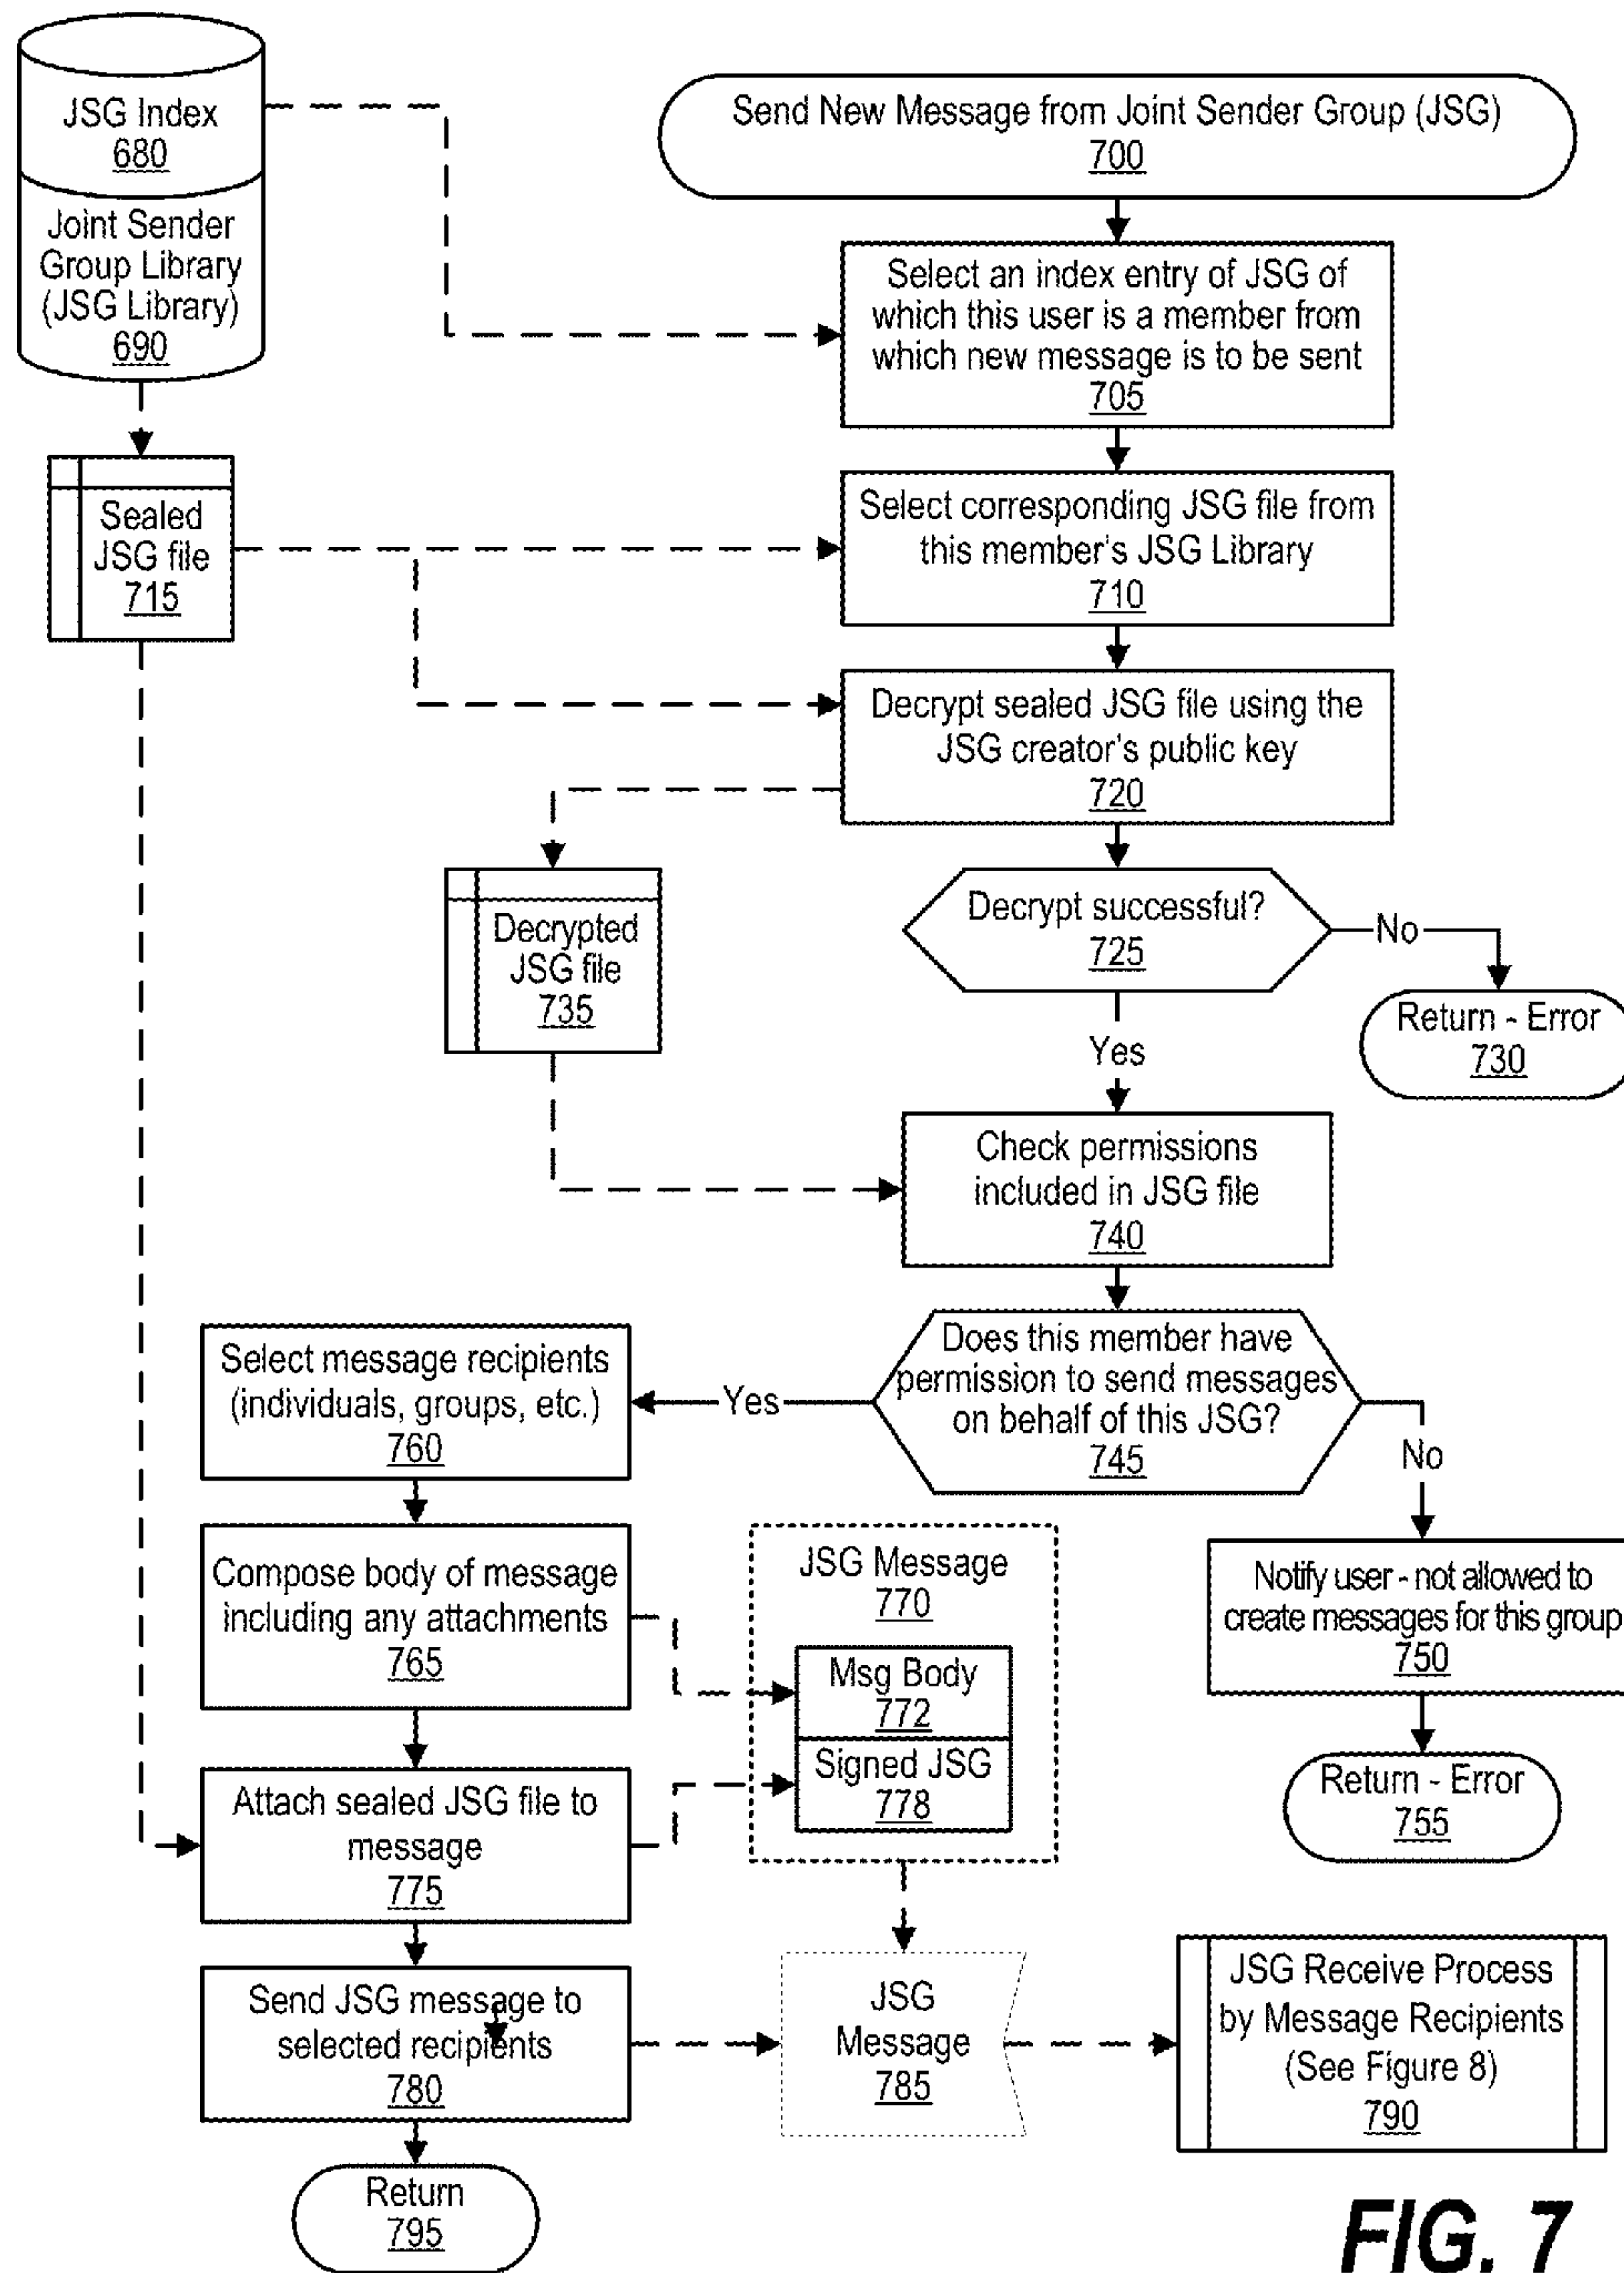 JSG Index
680
Joint Sender
Group Library
(JSG Library)
690
Send New Message from Joint Sender Group (JSG)
700
Select an index entry of JSG of
which this user is a member from
which new message is to be sent
705
Sealed
JSG file
715
Select corresponding JSG file from
this member's JSG Library
710
Decrypt sealed JSG file using the
JSG creator's public key
720
Decrypted
JSG file
735
Decrypt successful?
725
No
Return - Error
730
Yes
Check permissions
included in JSG file
740
Does this member have
permission to send messages
on behalf of this JSG?
745
Yes
No
Select message recipients
(individuals, groups, etc.)
760
Notify user - not allowed to
create messages for this group
750
Return - Error
755
Compose body of message
including any attachments
765
JSG Message
770
Msg Body
772
Signed JSG
778
Attach sealed JSG file to
message
775
Send JSG message to
selected recipients
780
JSG
Message
785
JSG Receive Process
by Message Recipients
(See Figure 8)
790
Return
795
FIG. 7